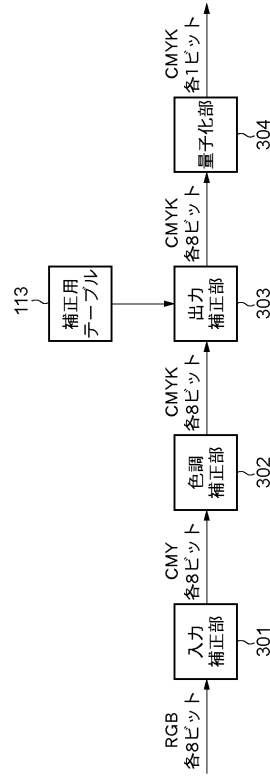 RGB
各8ビット
入力
補正部
301
CMY
各8ビット
色調
補正部
302
CMYK
各8ビット
113
補正用
テーブル
出力
補正部
303
CMYK
各8ビット
量子化部
304
CMYK
各1ビット